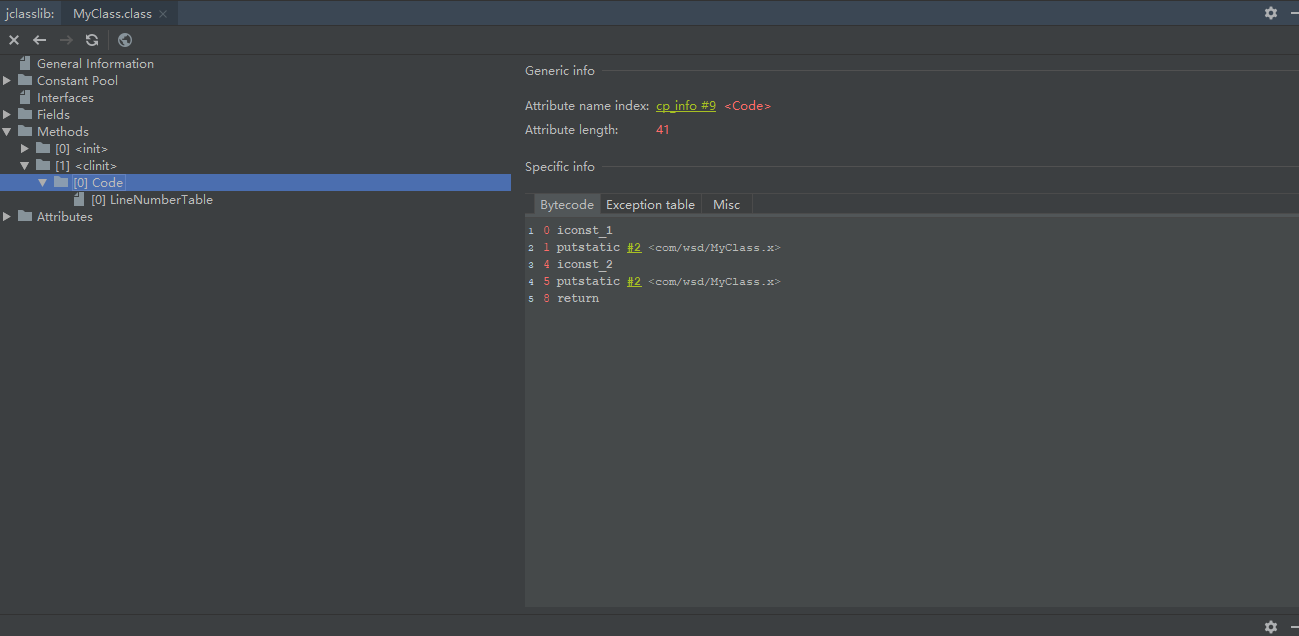 jclasslib: MyClass.class
General Information
Constant Pool
Interfaces
Fields
Methods
[0] <init>
[1] <clinit>
[0] Code
[0] LineNumberTable
Attributes
Generic info
Attribute name index: cp_info #9 <Code>
Attribute length: 41
Specific info
Bytecode Exception table Misc
1 0 iconst_1
2 1 putstatic #2 <com/wsd/MyClass.x>
3 4 iconst_2
4 5 putstatic #2 <com/wsd/MyClass.x>
5 8 return